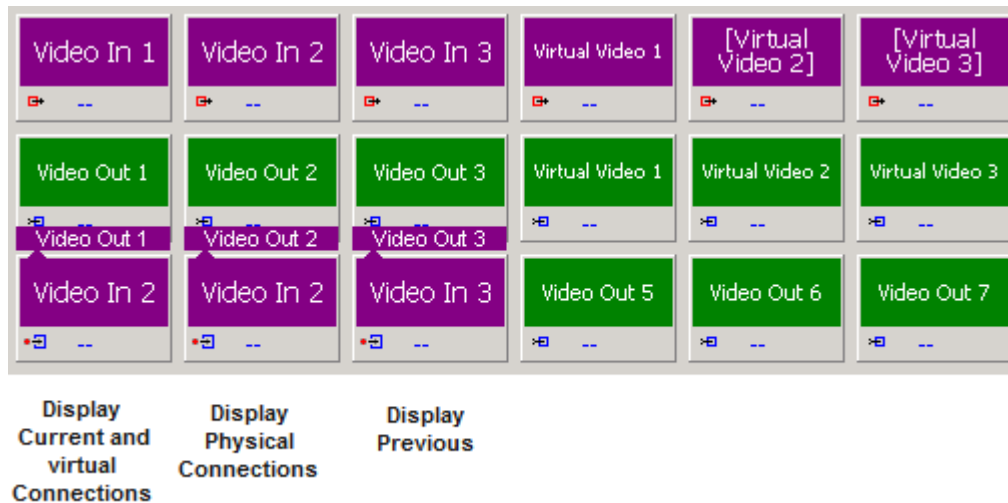 Video In 1
Video In 2
Video In 3
Virtual Video 1
[Virtual
Video 2]
[Virtual
Video 3]
--
--
--
--
--
--
Video Out 1
Video Out 2
Video Out 3
Virtual Video 1
Virtual Video 2
Virtual Video 3
--
--
--
--
--
--
Video Out 1
Video Out 2
Video Out 3
Video In 2
Video In 2
Video In 3
Video Out 5
Video Out 6
Video Out 7
--
--
--
--
--
--
Display
Current and
virtual
Connections
Display
Physical
Connections
Display
Previous